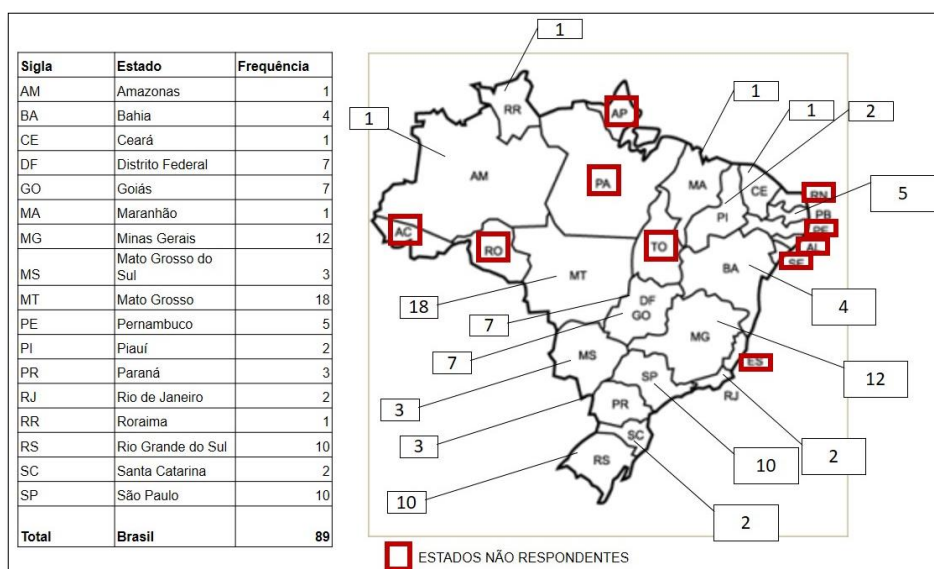 Sigla Estado Frequência
AM Amazonas 1
BA Bahia 4
CE Ceará 1
DF Distrito Federal 7
GO Goiás 7
MA Maranhão 1
MG Minas Gerais 12
MS Mato Grosso do Sul 3
MT Mato Grosso 18
PE Pernambuco 5
PI Piauí 2
PR Paraná 3
RJ Rio de Janeiro 2
RR Roraima 1
RS Rio Grande do Sul 10
SC Santa Catarina 2
SP São Paulo 10
Total Brasil 89
1
1
1
1
2
5
RR
AP
AM
PA
MA
CE
RN
PB
PI
PE
AL
SE
AC
RO
TO
BA
MT
18
7
4
DF
GO
7
MG
12
MS
ES
SP
RJ
3
PR
3
SC
10
2
RS
10
2
ESTADOS NÃO RESPONDENTES